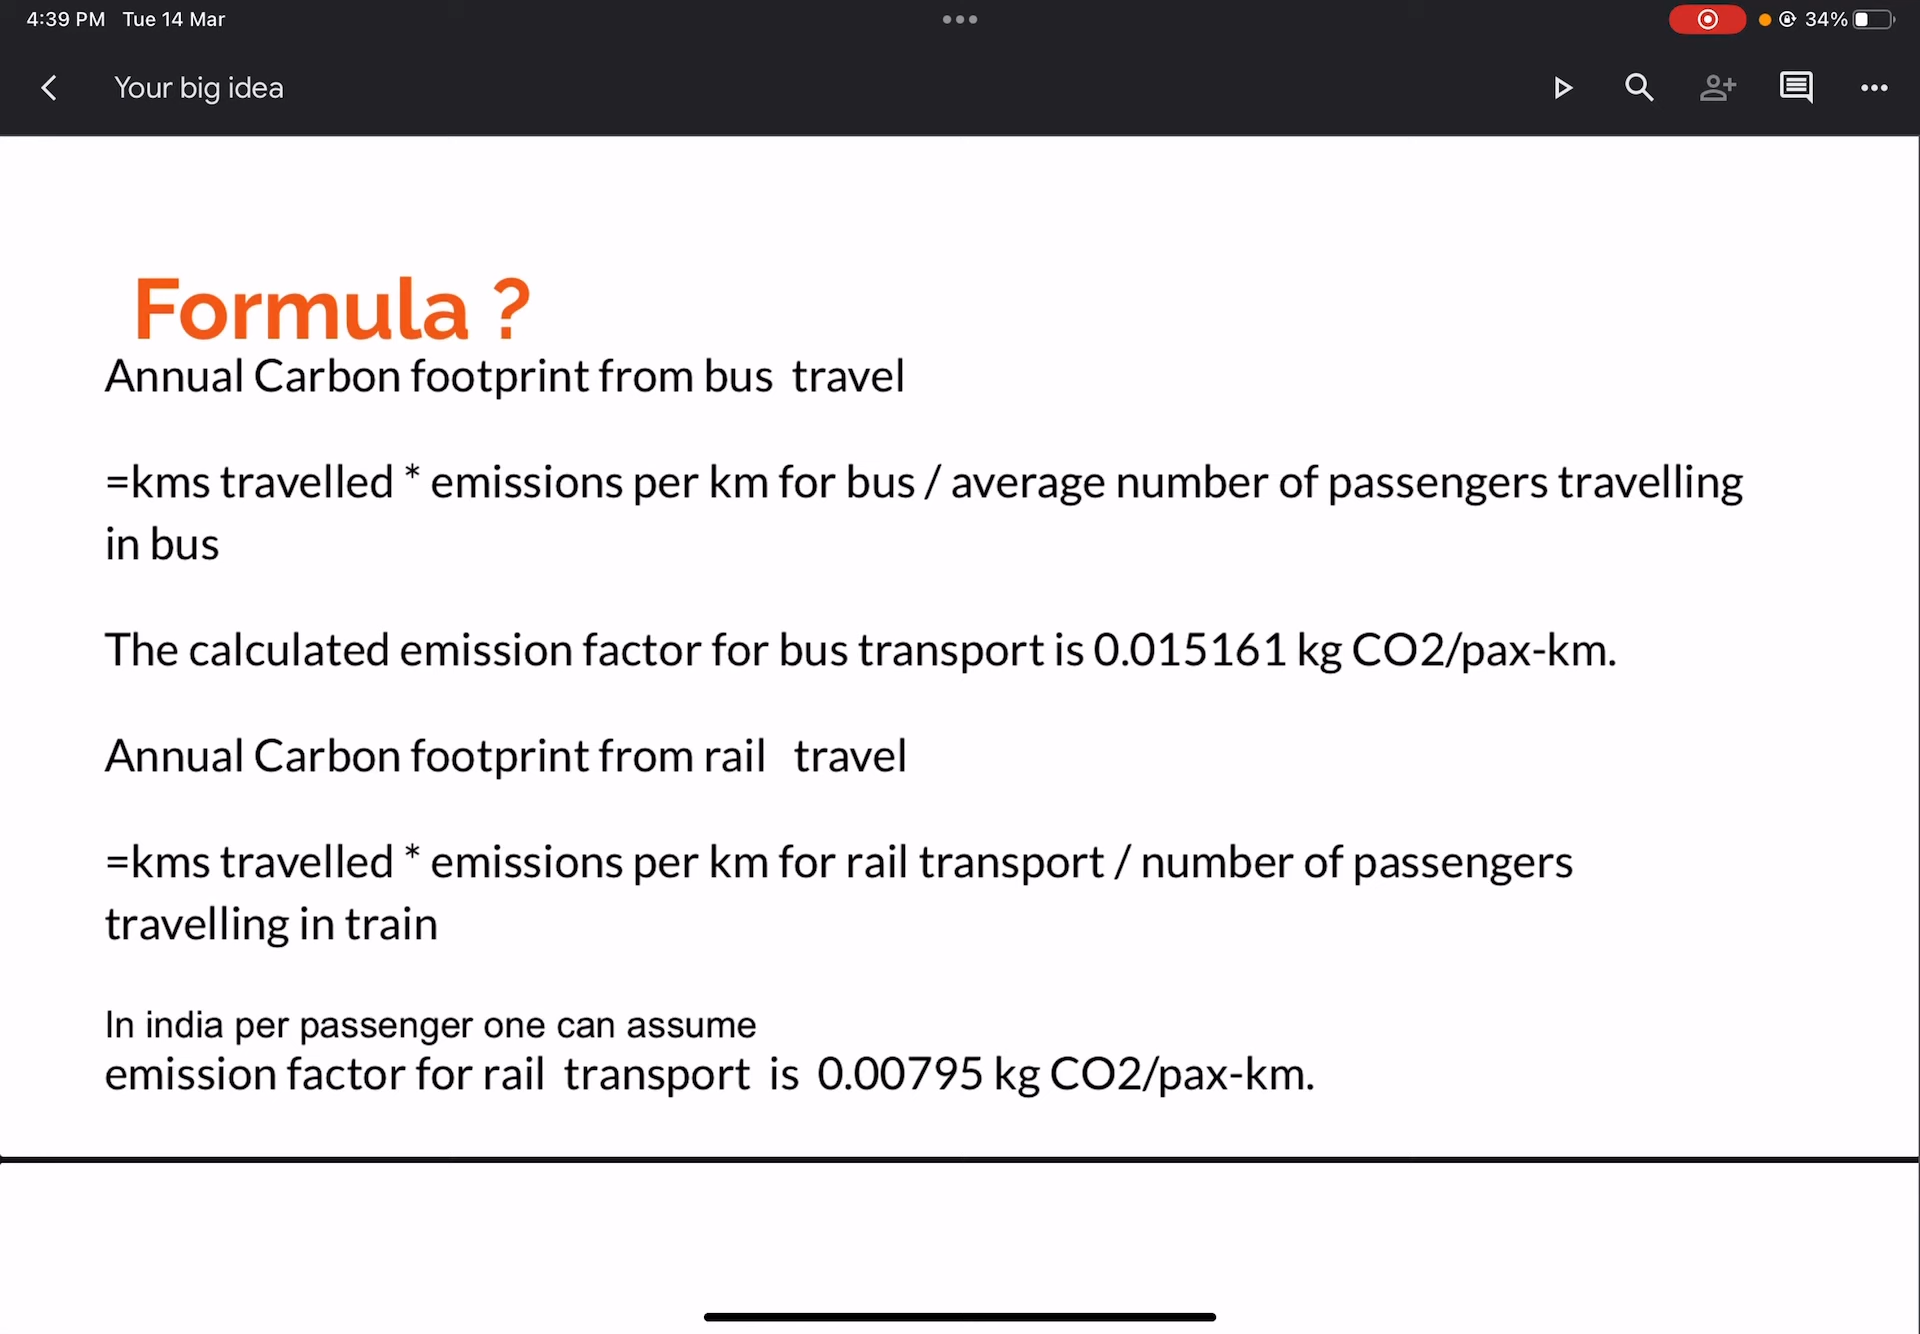 4:39 PM Tue 14 Mar
34%
Your big idea
Formula ?
Annual Carbon footprint from bus travel
=kms travelled * emissions per km for bus / average number of passengers travelling
in bus
The calculated emission factor for bus transport is 0.015161 kg CO2/pax-km.
Annual Carbon footprint from rail travel
=kms travelled * emissions per km for rail transport / number of passengers
travelling in train
In india per passenger one can assume
emission factor for rail transport is 0.00795 kg CO2/pax-km.